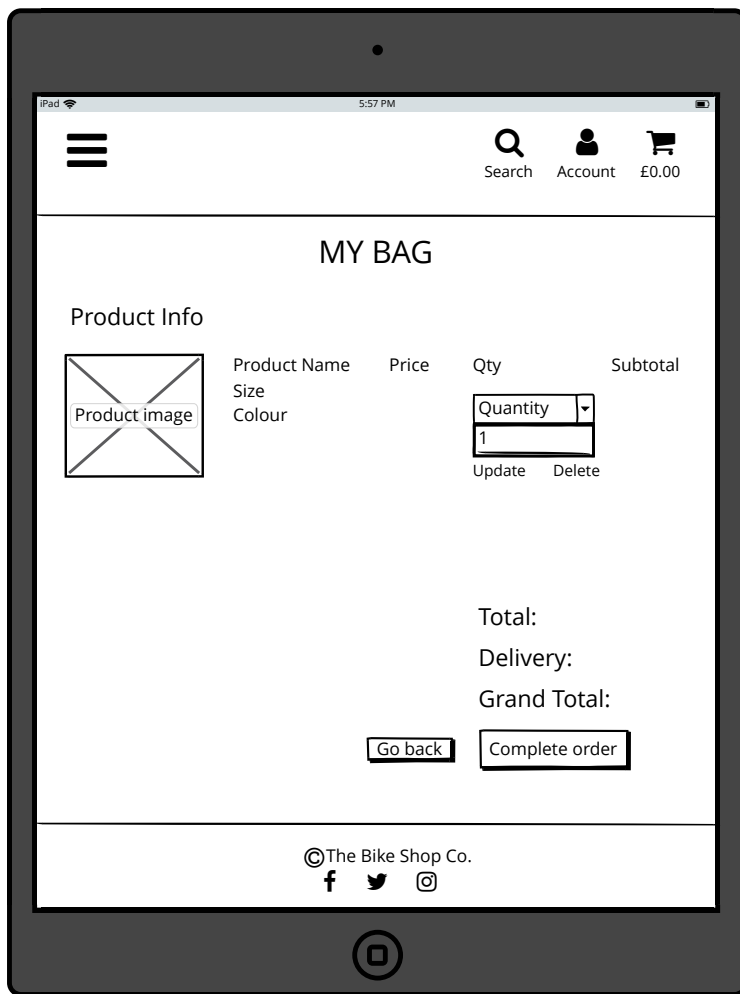 iPad 5:57 PM
Search Account £0.00
MY BAG
Product Info
Product image
Product Name Price Qty Subtotal
Size
Colour
Quantity
1
Update Delete
Total:
Delivery:
Grand Total:
Go back Complete order
©The Bike Shop Co.